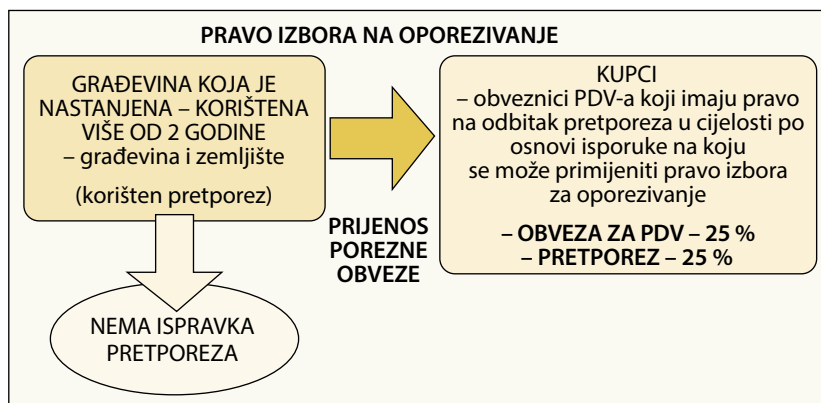 PRAVO IZBORA NA OPOREZIVANJE
GRAĐEVINA KOJA JE
NASTANJENA – KORIŠTENA
VIŠE OD 2 GODINE
– građevina i zemljište
(korišten pretporez)
PRIJENOS
POREZNE
OBVEZE
KUPCI
– obveznici PDV-a koji imaju pravo
na odbitak pretporeza u cijelosti po
osnovi isporuke na koju
se može primijeniti pravo izbora
za oporezivanje
– OBVEZA ZA PDV – 25 %
– PRETPOREZ – 25 %
NEMA ISPRAVKA
PRETPOREZA